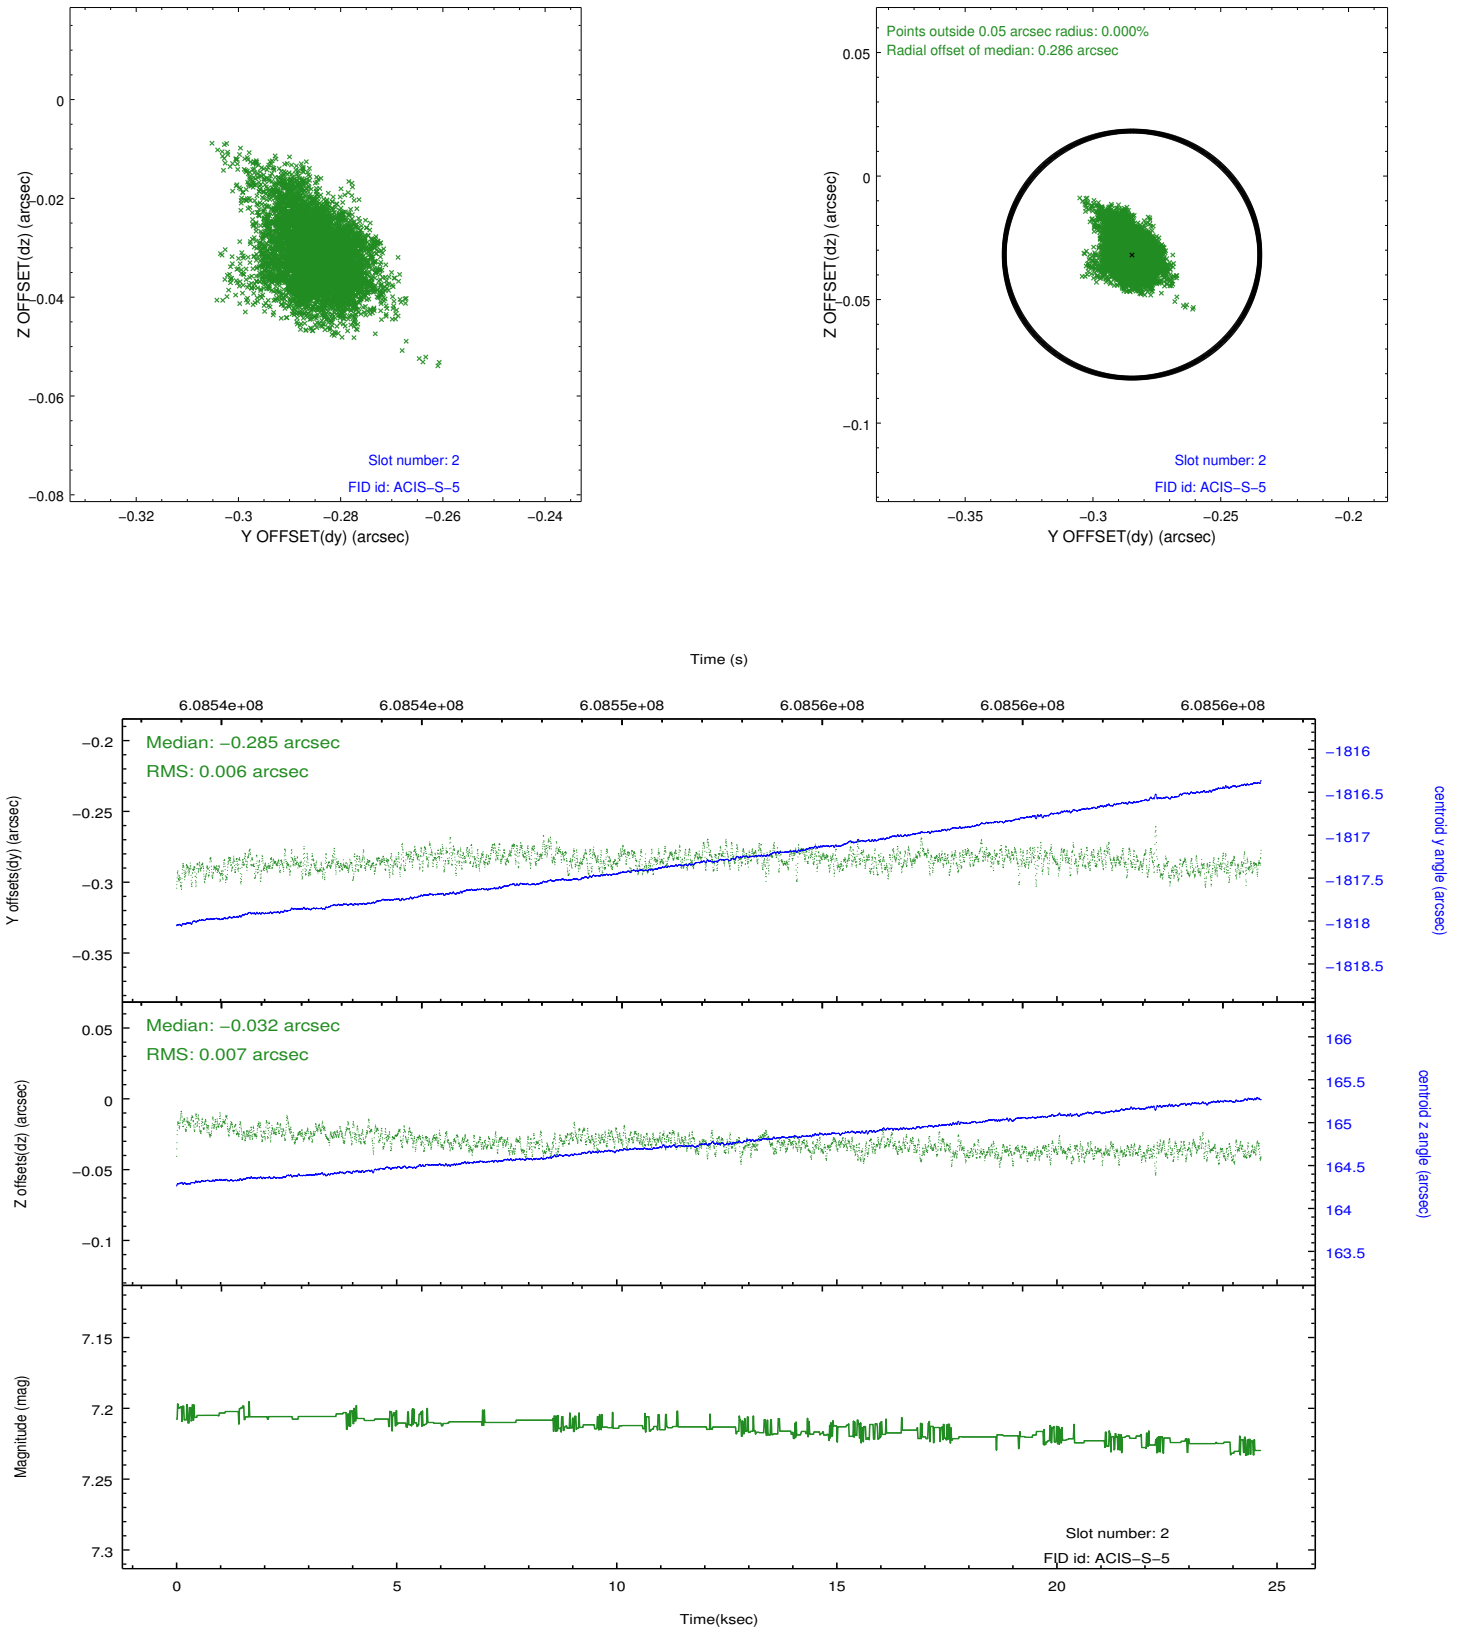 0
−0.02
−0.04
−0.06
−0.08
Z OFFSET(dz) (arcsec)
Slot number: 2
FID id: ACIS−S−5
−0.32
−0.3
−0.28
−0.26
−0.24
Y OFFSET(dy) (arcsec)
Points outside 0.05 arcsec radius: 0.000%
Radial offset of median: 0.286 arcsec
0.05
0
−0.05
−0.1
Z OFFSET(dz) (arcsec)
Slot number: 2
FID id: ACIS−S−5
−0.35
−0.3
−0.25
−0.2
Y OFFSET(dy) (arcsec)
Time (s)
6.0854e+08
6.0854e+08
6.0855e+08
6.0856e+08
6.0856e+08
6.0856e+08
Median: −0.285 arcsec
RMS: 0.006 arcsec
−0.2
−0.25
−0.3
−0.35
Y offsets(dy) (arcsec)
−1816
−1816.5
−1817
−1817.5
−1818
−1818.5
centroid y angle (arcsec)
Median: −0.032 arcsec
RMS: 0.007 arcsec
0.05
0
−0.05
−0.1
Z offsets(dz) (arcsec)
166
165.5
165
164.5
164
163.5
centroid z angle (arcsec)
7.15
7.2
7.25
7.3
Magnitude (mag)
Slot number: 2
FID id: ACIS−S−5
0
5
10
15
20
25
Time(ksec)